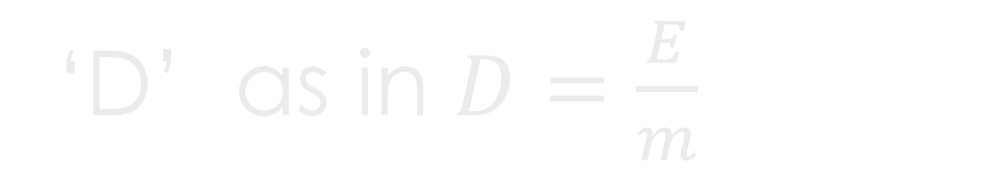 ‘D’ as in D = E/m